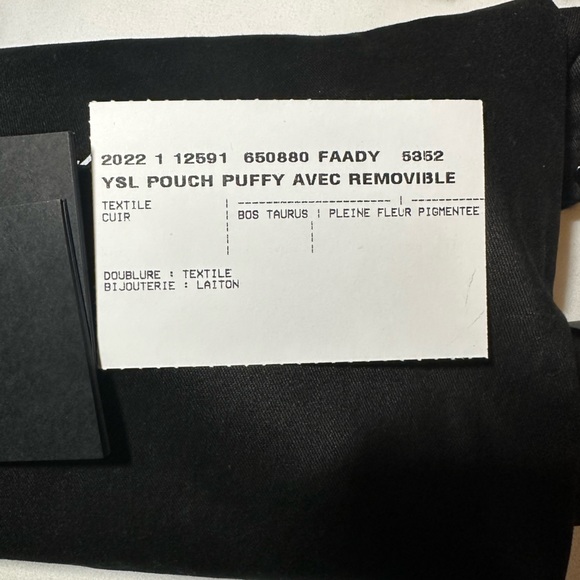 2022 1 12591 650880 FAADY 5352
YSL POUCH PUFFY AVEC REMOVIBLE
TEXTILE
CUIR BOS TAURUS PLEINE FLEUR PIGMENTEE
DOUBLURE : TEXTILE
BIJOUTERIE : LAITON